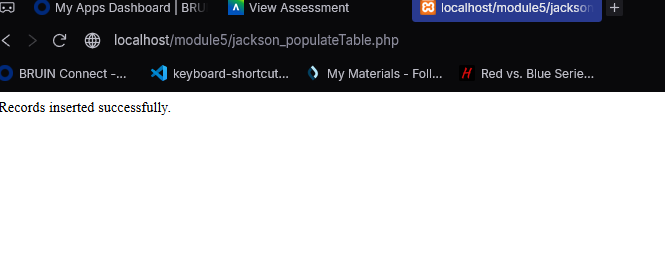 My Apps Dashboard | BRU
View Assessment
localhost/module5/jackson
localhost/module5/jackson_populateTable.php
BRUIN Connect -...
keyboard-shortcut...
My Materials - Foll...
Red vs. Blue Serie...
Records inserted successfully.